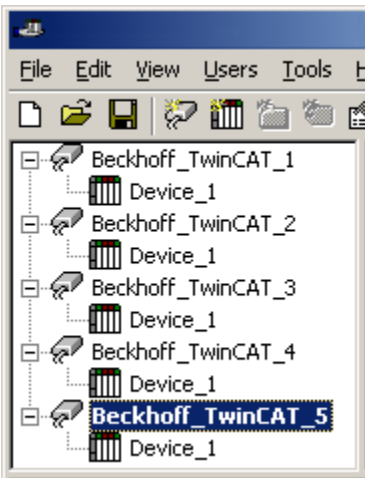 File Edit View Users Tools
Beckhoff_TwinCAT_1
Device_1
Beckhoff_TwinCAT_2
Device_1
Beckhoff_TwinCAT_3
Device_1
Beckhoff_TwinCAT_4
Device_1
Beckhoff_TwinCAT_5
Device_1